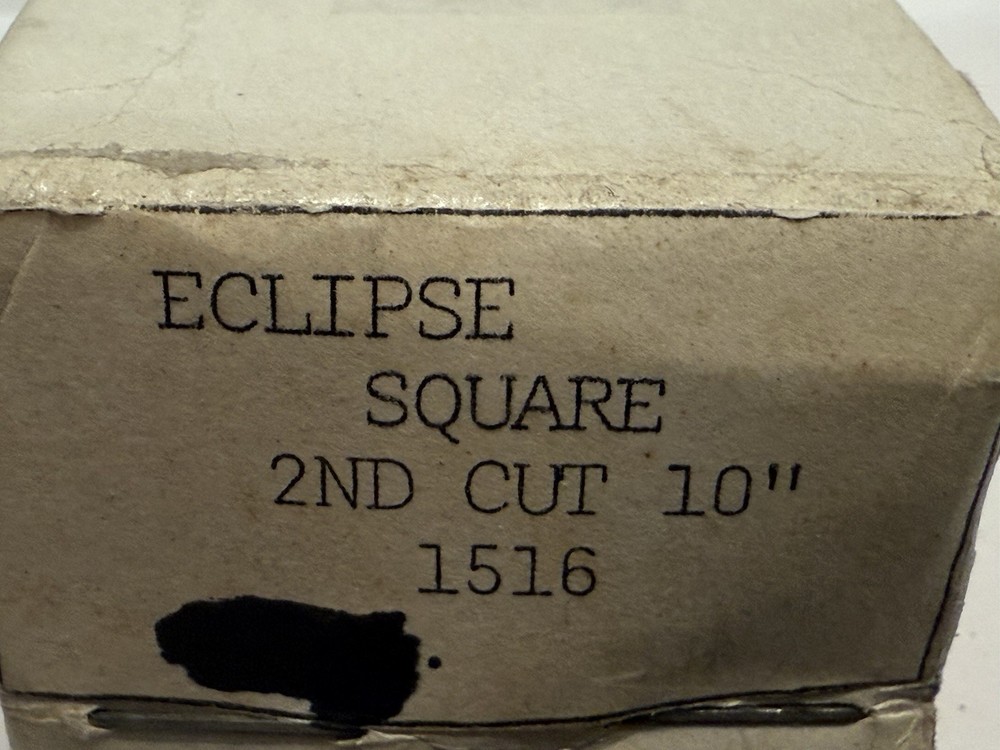 ECLIPSE
SQUARE
2ND CUT 10"
1516